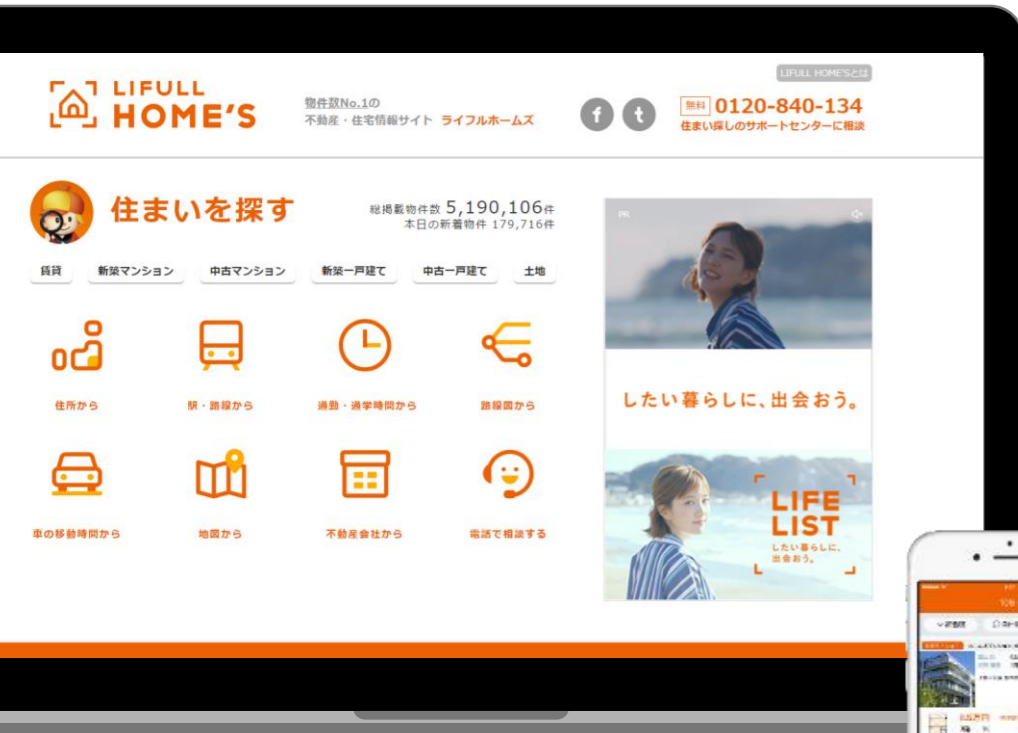 LIFULL HOME'Sとは
LIFULL
HOME'S
物件数No.1の
不動産・住宅情報サイト ライフルホームズ
f t
無料 0120-840-134
住まい探しのサポートセンターに相談
住まいを探す
総掲載物件数 5,190,106件
本日の新着物件 179,716件
賃貸 新築マンション 中古マンション 新築一戸建て 中古一戸建て 土地
住所から 駅・路線から 通勤・通学時間から 路線図から
車の移動時間から 地図から 不動産会社から 電話で相談する
PR
したい暮らしに、出会おう。
LIFE
LIST
したい暮らしに、
出会おう。